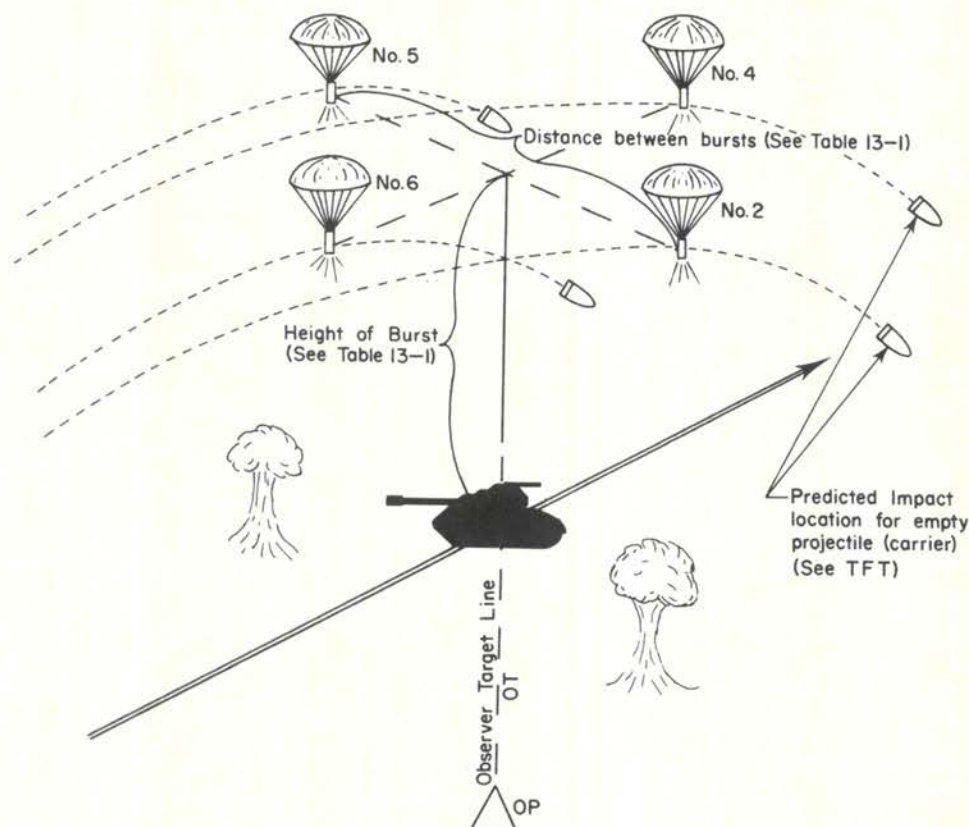 No. 5
No. 4
Distance between bursts (See Table 13-1)
No. 6
No. 2
Height of Burst
(See Table 13-1)
Predicted Impact
location for empty
projectile (carrier)
(See TFT)
Observer Target Line
OT
OP